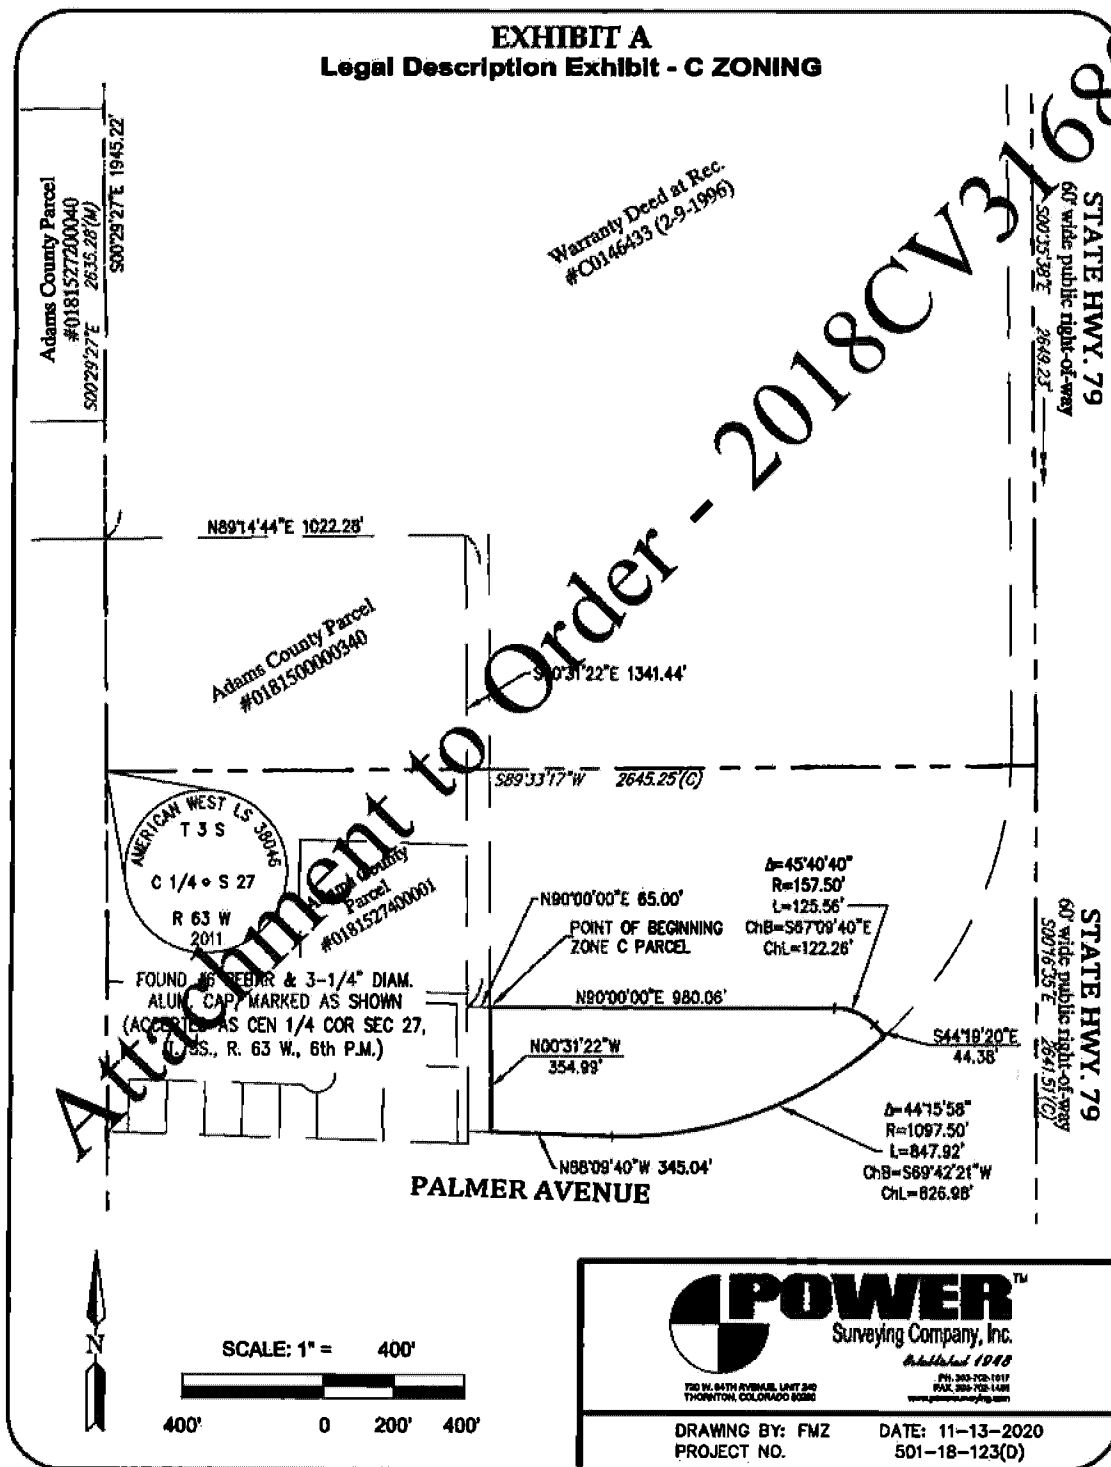 EXHIBIT A
Legal Description Exhibit - C ZONING
Adams County Parcel
#0181527200040
S00°29'27"E 2635.28'(M)
S00°29'27"E 1945.22'
Warranty Deed at Rec.
#C0146433 (2-9-1996)
STATE HWY. 79
60' wide public right-of-way
S00°35'38"E 2649.23'
Attachment to Order - 2018CV3168
N89°14'44"E 1022.28'
Adams County Parcel
#0181500000340
S00°31'22"E 1341.44'
S89°33'17"W 2645.25'(C)
AMERICAN WEST LS 38046
T 3 S
C 1/4 S 27
R 63 W
2011
Adams County
Parcel
#0181527400001
FOUND #6 REBAR & 3-1/4" DIAM.
ALUM. CAP, MARKED AS SHOWN
(ACCEPTED AS CEN 1/4 COR SEC 27,
R. 63 W., 6th P.M.)
N90°00'00"E 65.00'
POINT OF BEGINNING
ZONE C PARCEL
Δ=45°40'40"
R=157.50'
L=125.56'
ChB=S67°09'40"E
ChL=122.26'
N90°00'00"E 980.06'
S44°19'20"E
44.38'
N00°31'22"W
354.99'
Δ=44°15'58"
R=1097.50'
L=847.92'
ChB=S69°42'21"W
ChL=826.98'
N88°09'40"W 345.04'
PALMER AVENUE
STATE HWY. 79
60' wide public right-of-way
S00°16'35"E 2641.51'(C)
N
SCALE: 1" = 400'
400' 0 200' 400'
POWER™
Surveying Company, Inc.
Established 1948
THORNTON, COLORADO
DRAWING BY: FMZ DATE: 11-13-2020
PROJECT NO. 501-18-123(D)